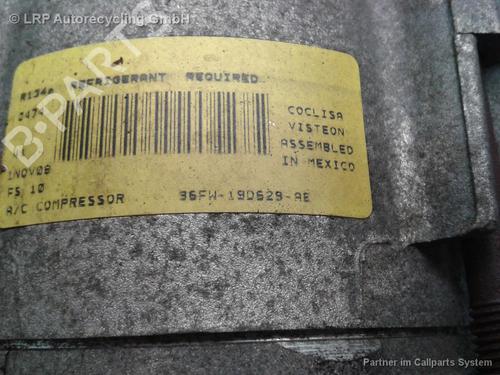 LRP Autorecycling GmbH
B-PARTS
R134a REFRIGERANT REQUIRED
COCLISA
VISTEON
ASSEMBLED
IN MEXICO
FS 10
A/C COMPRESSOR
96FW-19D629-AE
Partner im Callparts System